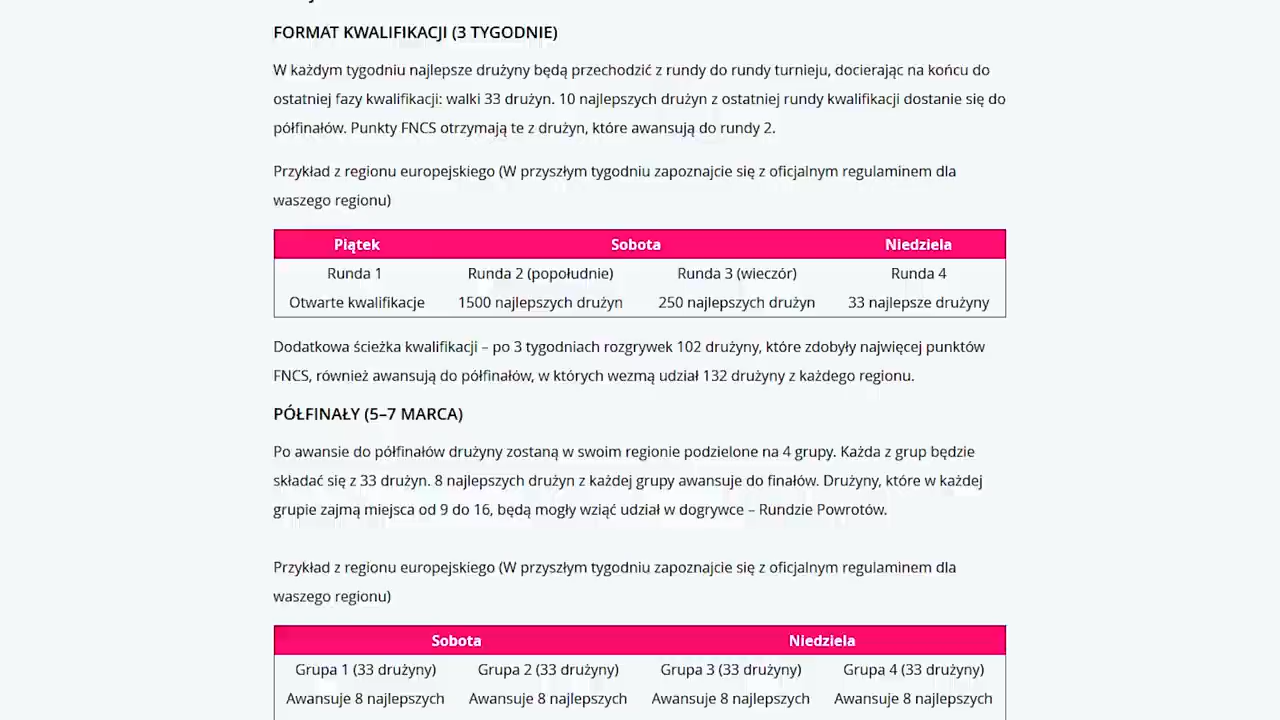 FORMAT KWALIFIKACJI (3 TYGODNIE)
W każdym tygodniu najlepsze drużyny będą przechodzić z rundy do rundy turnieju, docierając na końcu do
ostatniej fazy kwalifikacji: walki 33 drużyn. 10 najlepszych drużyn z ostatniej rundy kwalifikacji dostanie się do
półfinałów. Punkty FNCS otrzymają te z drużyn, które awansują do rundy 2.
Przykład z regionu europejskiego (W przyszłym tygodniu zapoznajcie się z oficjalnym regulaminem dla
waszego regionu)
Piątek Sobota Niedziela
Runda 1 Runda 2 (popołudnie) Runda 3 (wieczór) Runda 4
Otwarte kwalifikacje 1500 najlepszych drużyn 250 najlepszych drużyn 33 najlepsze drużyny
Dodatkowa ścieżka kwalifikacji – po 3 tygodniach rozgrywek 102 drużyny, które zdobyły najwięcej punktów
FNCS, również awansują do półfinałów, w których wezmą udział 132 drużyny z każdego regionu.
PÓŁFINAŁY (5–7 MARCA)
Po awansie do półfinałów drużyny zostaną w swoim regionie podzielone na 4 grupy. Każda z grup będzie
składać się z 33 drużyn. 8 najlepszych drużyn z każdej grupy awansuje do finałów. Drużyny, które w każdej
grupie zajmą miejsca od 9 do 16, będą mogły wziąć udział w dogrywce – Rundzie Powrotów.
Przykład z regionu europejskiego (W przyszłym tygodniu zapoznajcie się z oficjalnym regulaminem dla
waszego regionu)
Sobota Niedziela
Grupa 1 (33 drużyny) Grupa 2 (33 drużyny) Grupa 3 (33 drużyny) Grupa 4 (33 drużyny)
Awansuje 8 najlepszych Awansuje 8 najlepszych Awansuje 8 najlepszych Awansuje 8 najlepszych